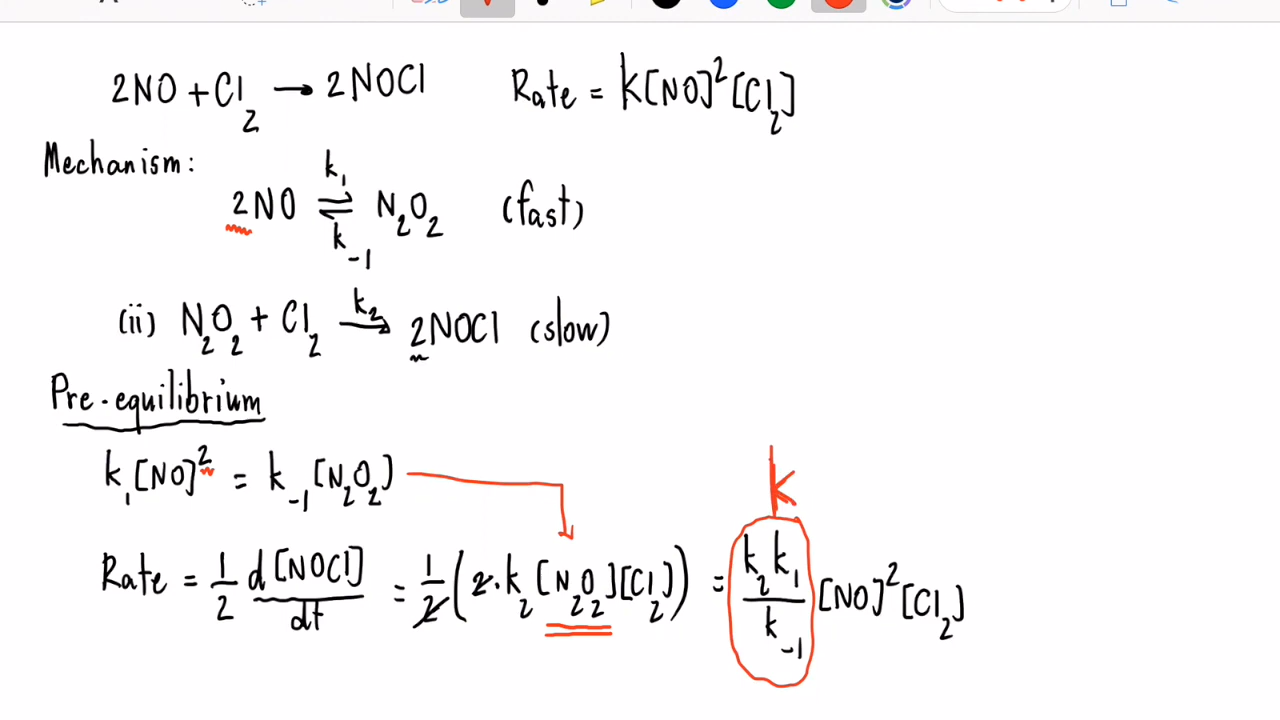 2NO + Cl₂ → 2NOCl Rate = k[NO]²[Cl₂]
Mechanism:
2NO ⇌ N₂O₂ (fast) k₁ k₋₁
(ii) N₂O₂ + Cl₂ → 2NOCl (slow) k₂
Pre-equilibrium
k₁[NO]² = k₋₁[N₂O₂]
k
Rate = 1/2 d[NOCl]/dt = 1/2 (2·k₂[N₂O₂][Cl₂]) = k₂k₁/k₋₁ [NO]²[Cl₂]